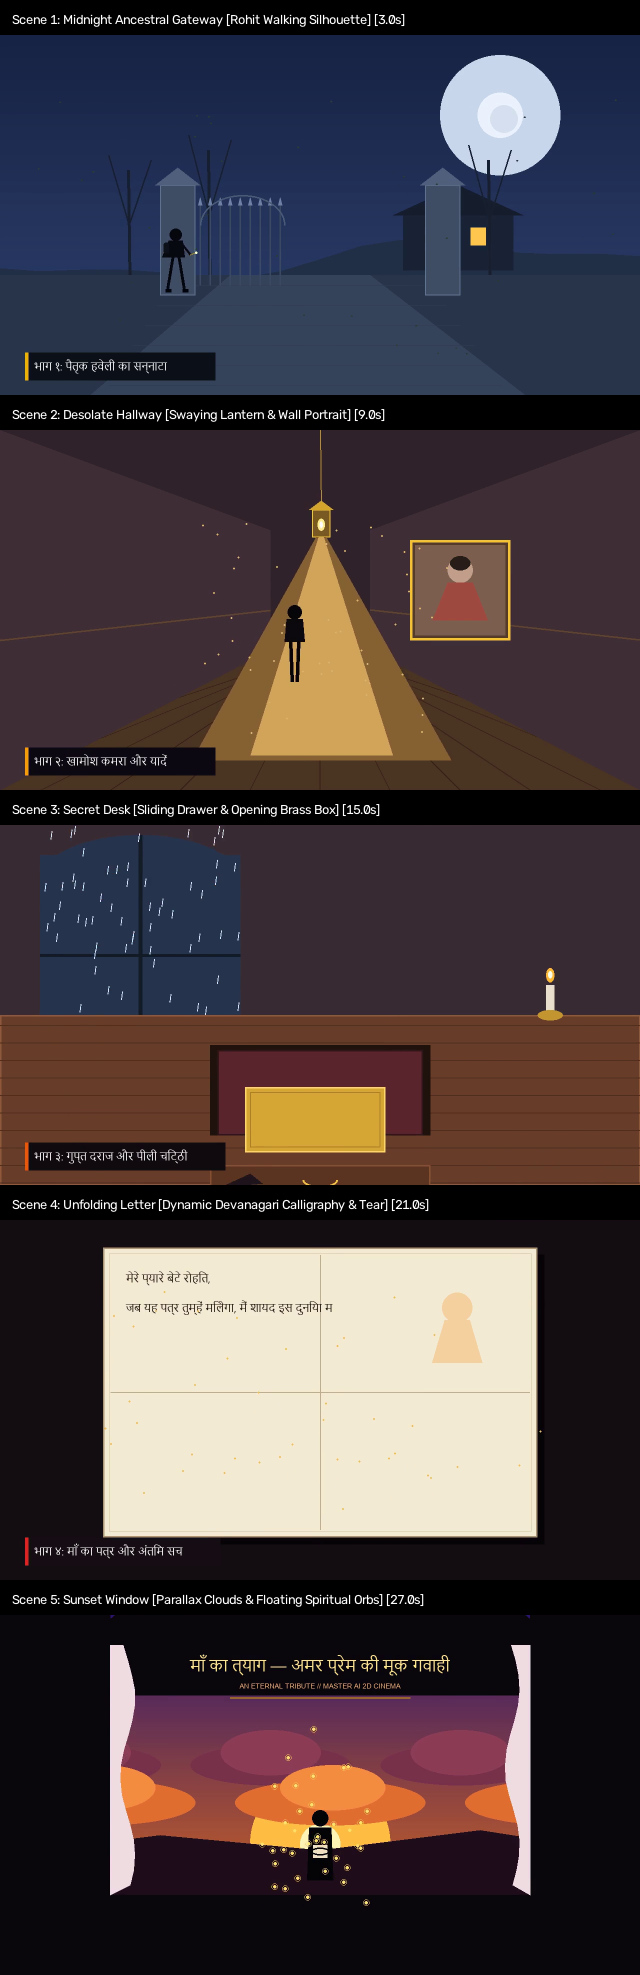 Scene 1: Midnight Ancestral Gateway [Rohit Walking Silhouette] [3.0s]
भाग १: पैतृक हवेली का सन्नाटा
Scene 2: Desolate Hallway [Swaying Lantern & Wall Portrait] [9.0s]
भाग २: खामोश कमरा और यादें
Scene 3: Secret Desk [Sliding Drawer & Opening Brass Box] [15.0s]
भाग ३: गुप्त दराज और पीली चिट्ठी
Scene 4: Unfolding Letter [Dynamic Devanagari Calligraphy & Tear] [21.0s]
मेरे प्यारे बेटे रोहित,
जब यह पत्र तुम्हें मिलेगा, मैं शायद इस दुनिया म
भाग ४: माँ का पत्र और अंतिम सच
Scene 5: Sunset Window [Parallax Clouds & Floating Spiritual Orbs] [27.0s]
माँ का त्याग — अमर प्रेम की मूक गवाही
AN ETERNAL TRIBUTE // MASTER AI 2D CINEMA